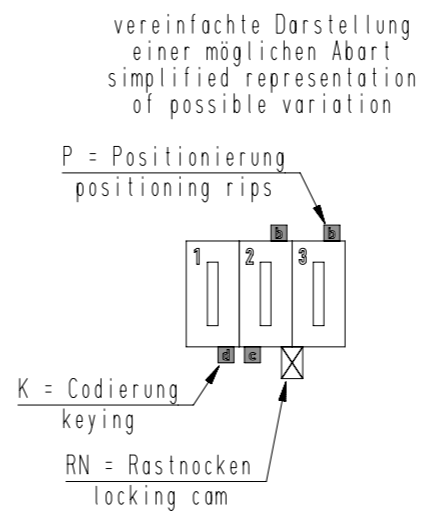 vereinfachte Darstellung
einer möglichen Abart
simplified representation
of possible variation
P = Positionierung
positioning rips
1 2 3
d c
K = Codierung
keying
RN = Rastnocken
locking cam